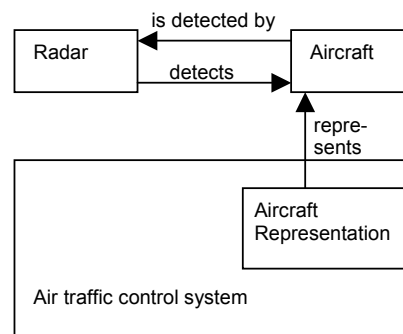 is detected by
Radar
Aircraft
detects
repre-
sents
Aircraft
Representation
Air traffic control system